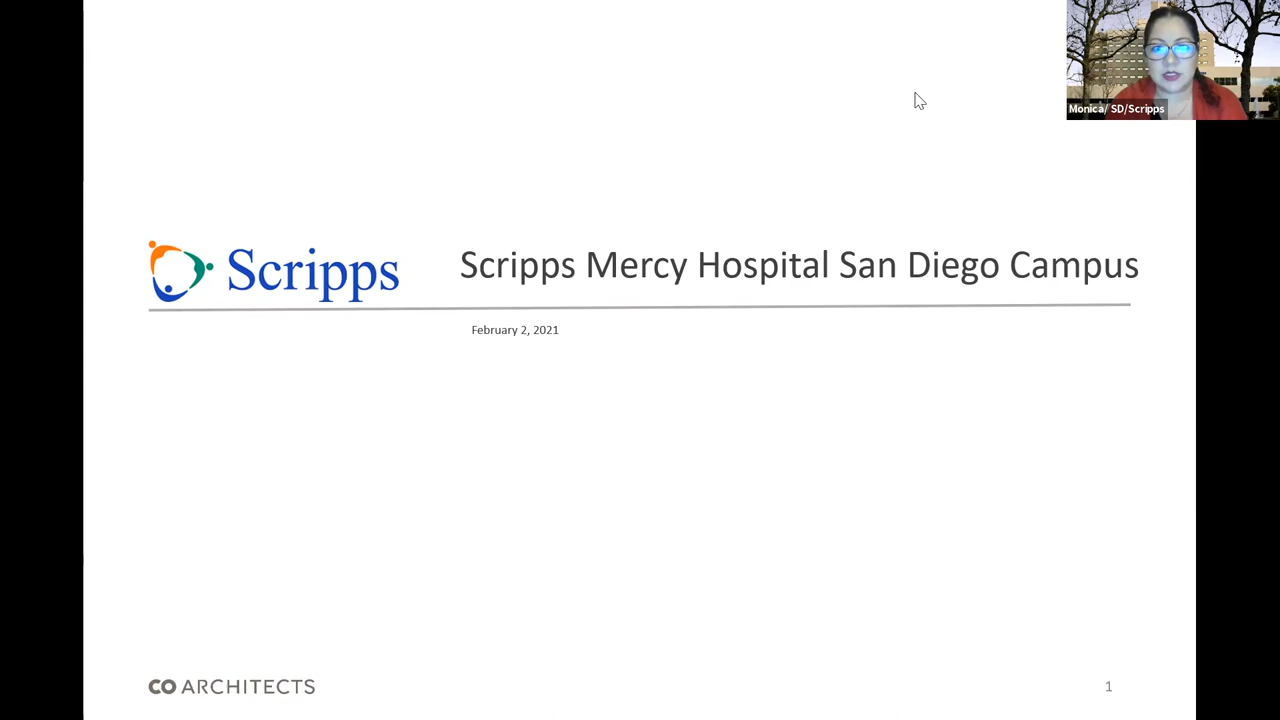 Monica/ SD/Scripps
Scripps
Scripps Mercy Hospital San Diego Campus
February 2, 2021
CO ARCHITECTS
1